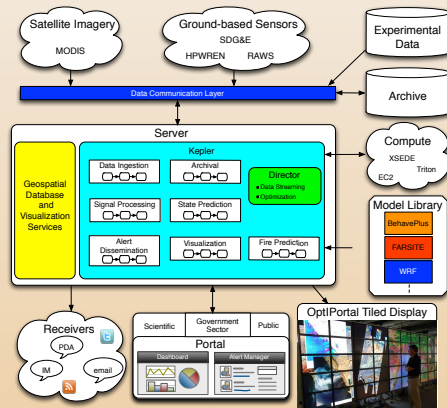 Satellite Imagery
MODIS
Ground-based Sensors
SDG&E
HPWREN RAWS
Experimental
Data
Data Communication Layer
Archive
Server
Kepler
Geospatial
Database
and
Visualization
Services
Data Ingestion
Archival
Signal Processing
State Prediction
Alert
Dissemination
Visualization
Fire Prediction
Director
Data Streaming
Optimization
Compute
XSEDE
Triton
EC2
Model Library
BehavePlus
FARSITE
WRF
Receivers
PDA
IM
email
Scientific
Government
Sector
Public
Portal
Dashboard
Alert Manager
OptIPortal Tiled Display